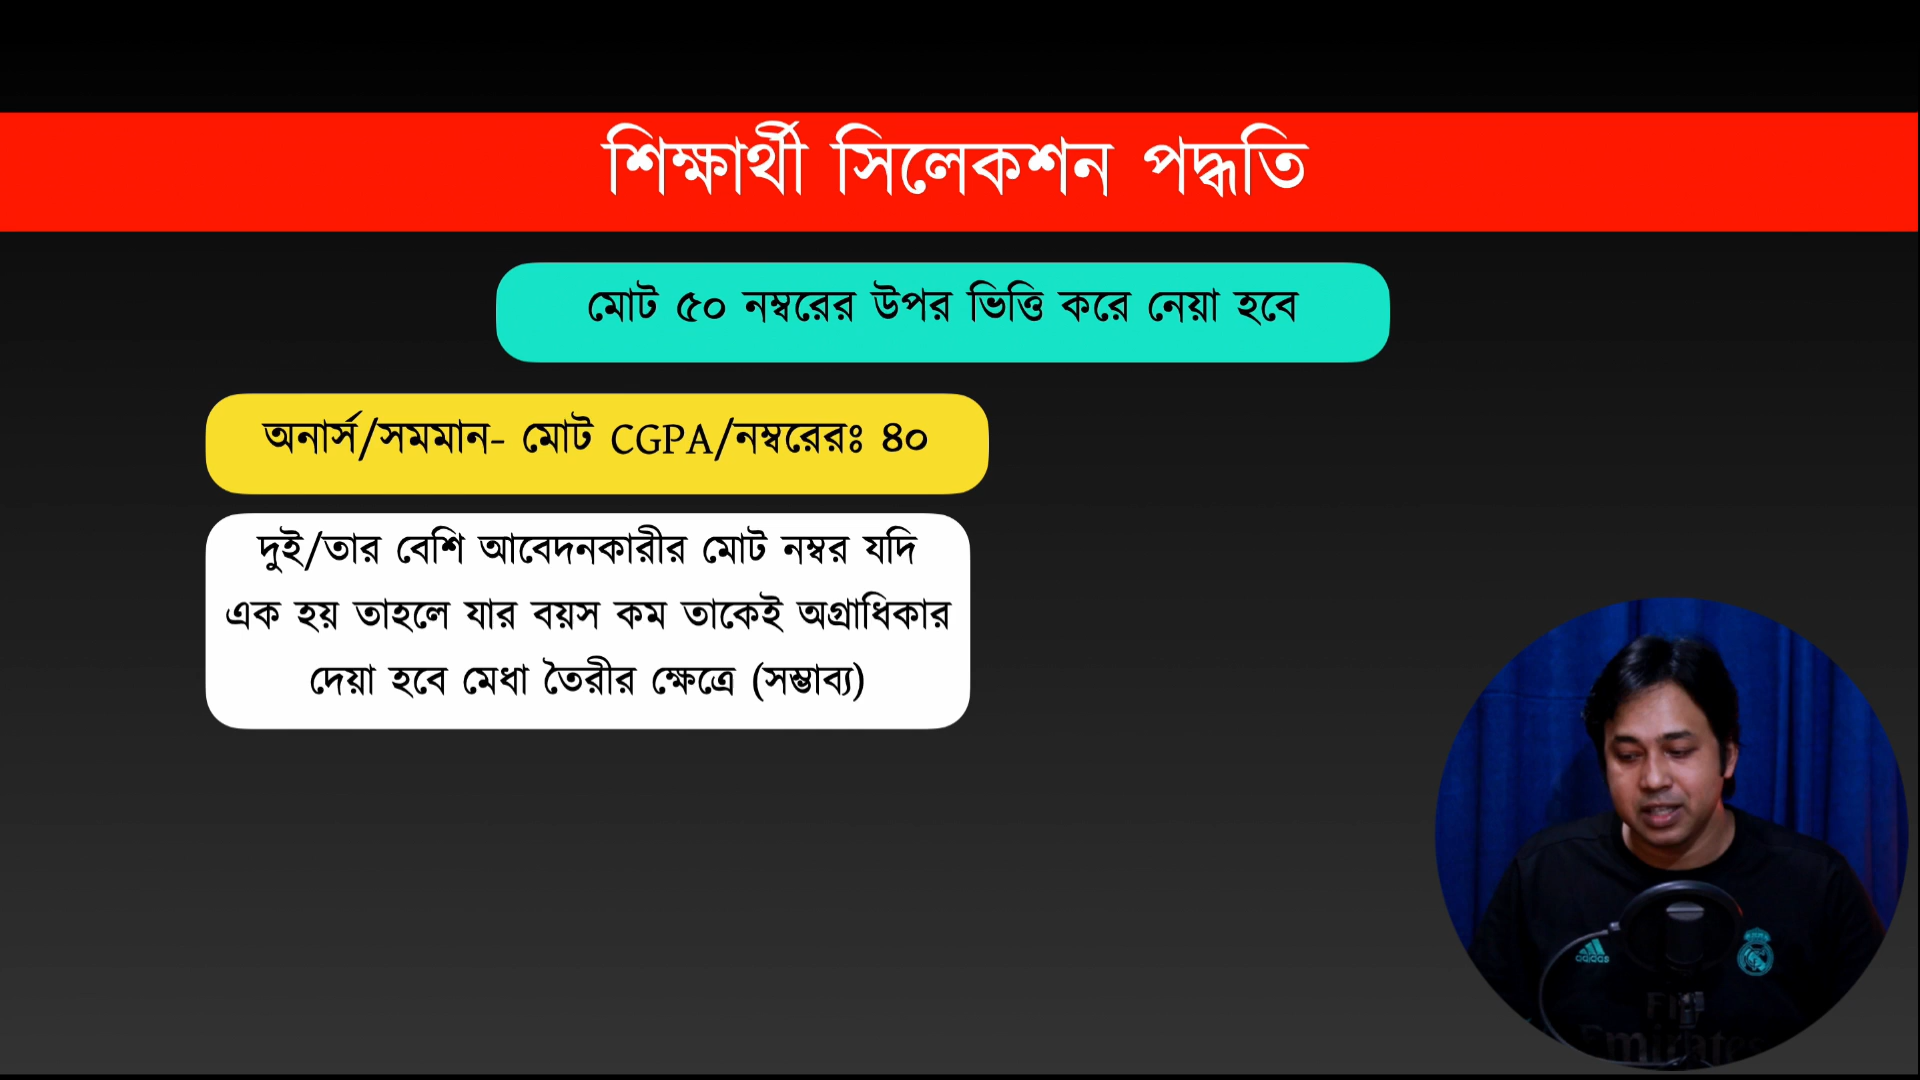 শিক্ষার্থী সিলেকশন পদ্ধতি
মোট ৫০ নম্বরের উপর ভিত্তি করে নেয়া হবে
অনার্স/সমমান- মোট CGPA/নম্বরেরঃ ৪০
দুই/তার বেশি আবেদনকারীর মোট নম্বর যদি
এক হয় তাহলে যার বয়স কম তাকেই অগ্রাধিকার
দেয়া হবে মেধা তৈরীর ক্ষেত্রে (সম্ভাব্য)
adidas